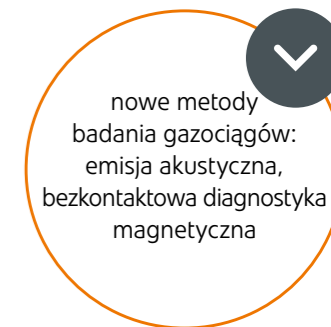 nowe metody
badania gazociągów:
emisja akustyczna,
bezkontaktowa diagnostyka
magnetyczna